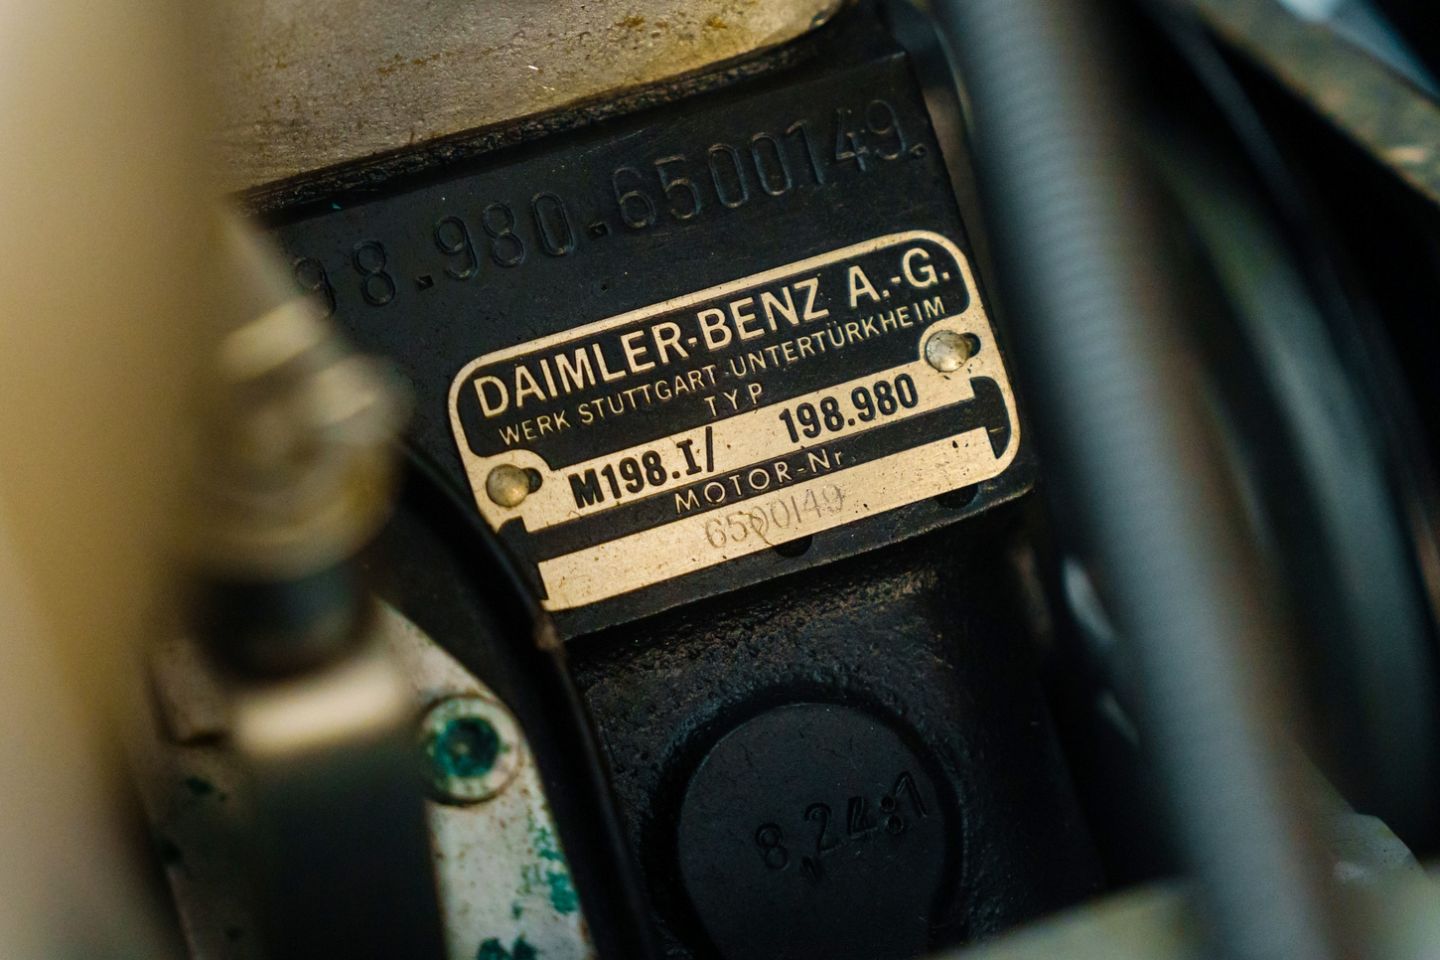 98.980.6500149.
DAIMLER-BENZ A.-G.
WERK STUTTGART-UNTERTÜRKHEIM
TYP
M198.I/ 198.980
MOTOR-Nr.
6500149
8,24:1